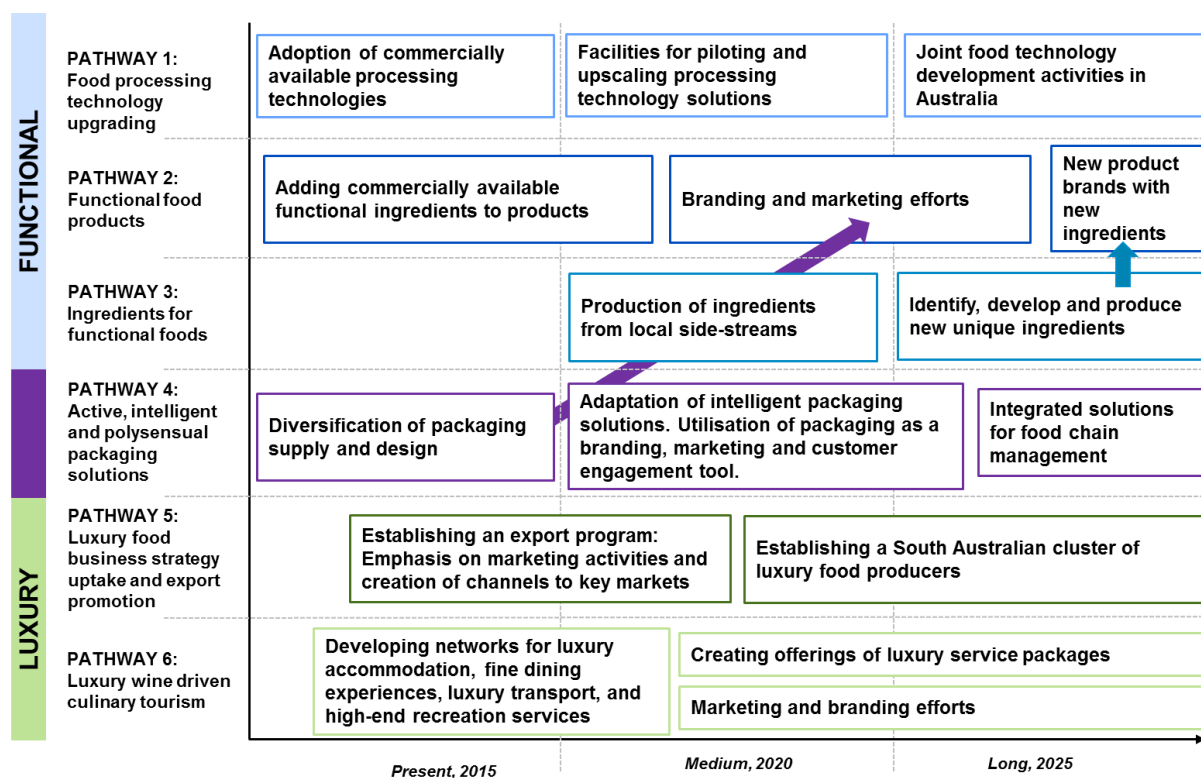 FUNCTIONAL
PATHWAY 1:
Food processing
technology
upgrading
Adoption of commercially
available processing
technologies
Facilities for piloting and
upscaling processing
technology solutions
Joint food technology
development activities in
Australia
PATHWAY 2:
Functional food
products
Adding commercially available
functional ingredients to products
Branding and marketing efforts
New product
brands with
new
ingredients
PATHWAY 3:
Ingredients for
functional foods
Production of ingredients
from local side-streams
Identify, develop and produce
new unique ingredients
PATHWAY 4:
Active, intelligent
and polysensual
packaging
solutions
Diversification of packaging
supply and design
Adaptation of intelligent packaging
solutions. Utilisation of packaging as a
branding, marketing and customer
engagement tool.
Integrated solutions
for food chain
management
LUXURY
PATHWAY 5:
Luxury food
business strategy
uptake and export
promotion
Establishing an export program:
Emphasis on marketing activities and
creation of channels to key markets
Establishing a South Australian cluster of
luxury food producers
PATHWAY 6:
Luxury wine driven
culinary tourism
Developing networks for luxury
accommodation, fine dining
experiences, luxury transport, and
high-end recreation services
Creating offerings of luxury service packages
Marketing and branding efforts
Present, 2015
Medium, 2020
Long, 2025